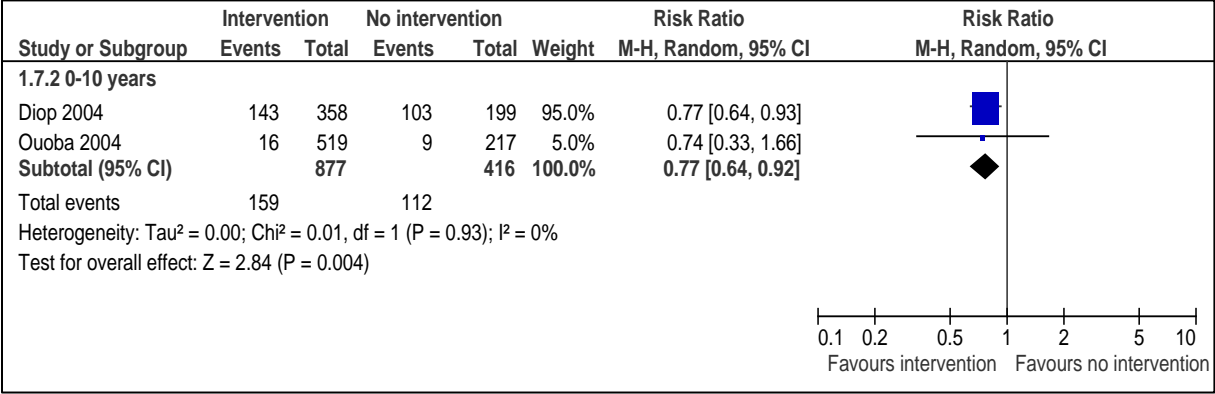 Intervention No intervention Risk Ratio Risk Ratio
Study or Subgroup Events Total Events Total Weight M-H, Random, 95% CI M-H, Random, 95% CI
1.7.2 0-10 years
Diop 2004 143 358 103 199 95.0% 0.77 [0.64, 0.93]
Ouoba 2004 16 519 9 217 5.0% 0.74 [0.33, 1.66]
Subtotal (95% CI) 877 416 100.0% 0.77 [0.64, 0.92]
Total events 159 112
Heterogeneity: Tau² = 0.00; Chi² = 0.01, df = 1 (P = 0.93); I² = 0%
Test for overall effect: Z = 2.84 (P = 0.004)
0.1 0.2 0.5 1 2 5 10
Favours intervention Favours no intervention